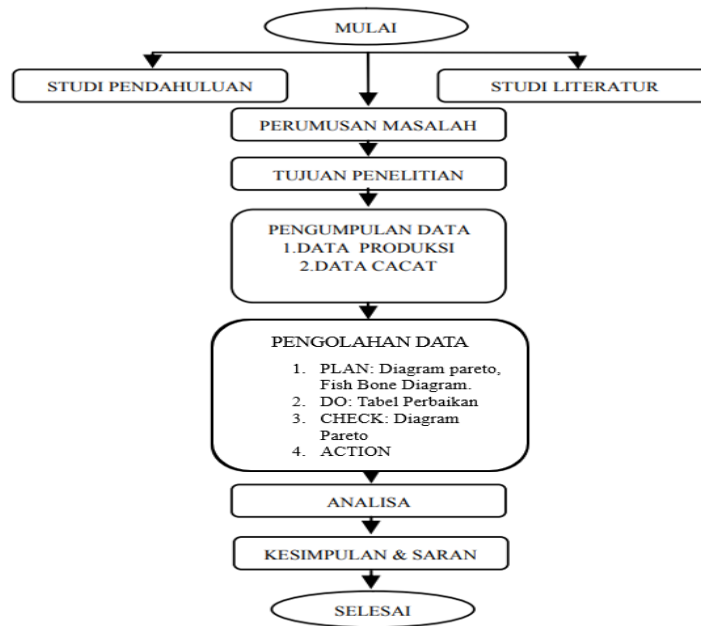 MULAI
STUDI PENDAHULUAN
STUDI LITERATUR
PERUMUSAN MASALAH
TUJUAN PENELITIAN
PENGUMPULAN DATA
1.DATA PRODUKSI
2.DATA CACAT
PENGOLAHAN DATA
1. PLAN: Diagram pareto,
Fish Bone Diagram.
2. DO: Tabel Perbaikan
3. CHECK: Diagram
Pareto
4. ACTION
ANALISA
KESIMPULAN & SARAN
SELESAI